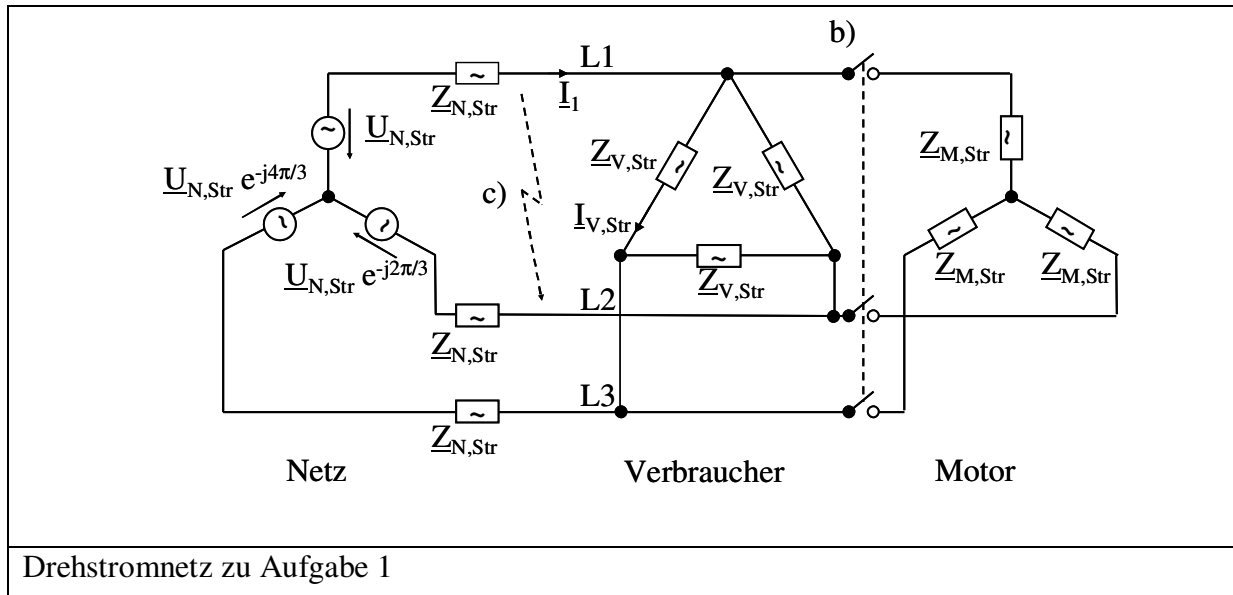 b)
L1
Z_N,Str
I_1
U_N,Str
Z_V,Str
Z_V,Str
Z_M,Str
U_N,Str e^-j4π/3
c)
I_V,Str
U_N,Str e^-j2π/3
Z_V,Str
Z_M,Str
Z_M,Str
L2
Z_N,Str
L3
Z_N,Str
Netz
Verbraucher
Motor
Drehstromnetz zu Aufgabe 1